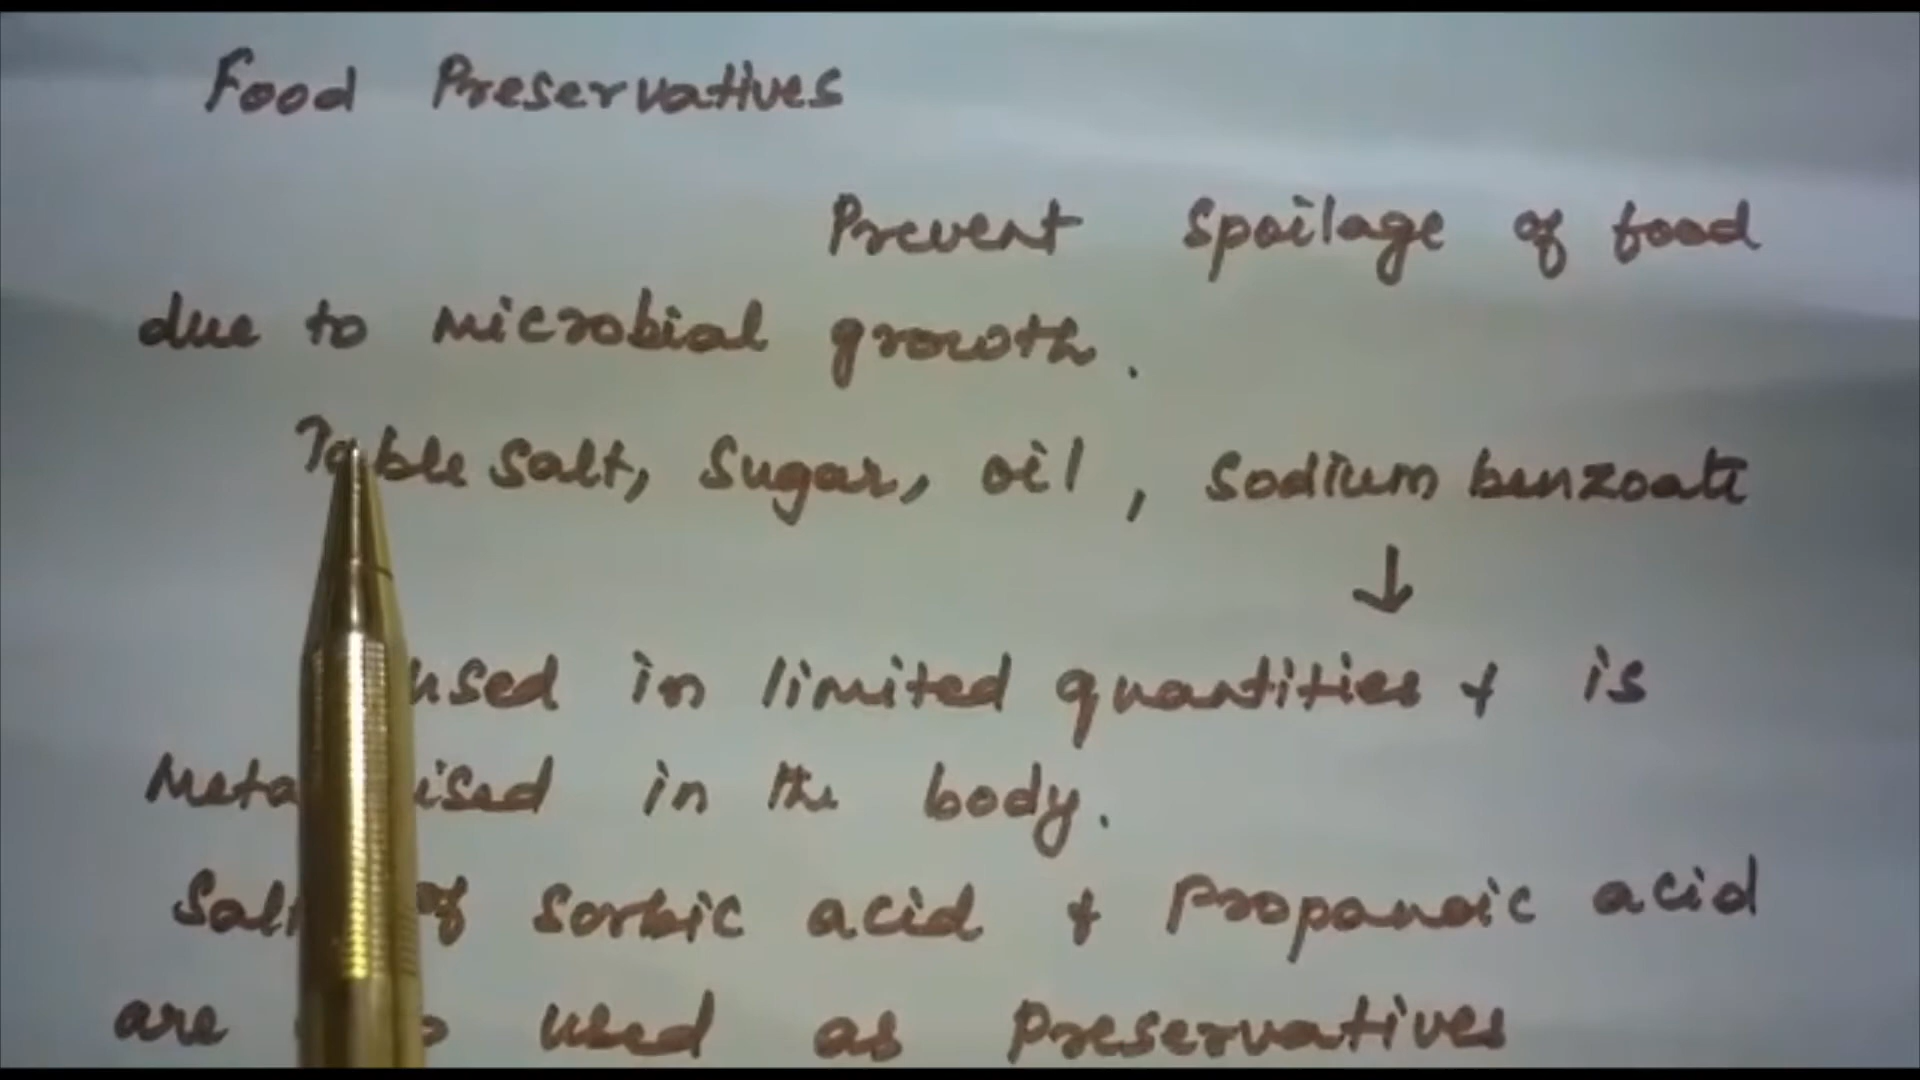 Food Preservatives
Prevent spoilage of food
due to microbial growth.
Table salt, Sugar, oil, Sodium benzoate
↓
used in limited quantities & is
Meta ised in the body.
Salt of Sorbic acid & Propanoic acid
are used as Preservatives